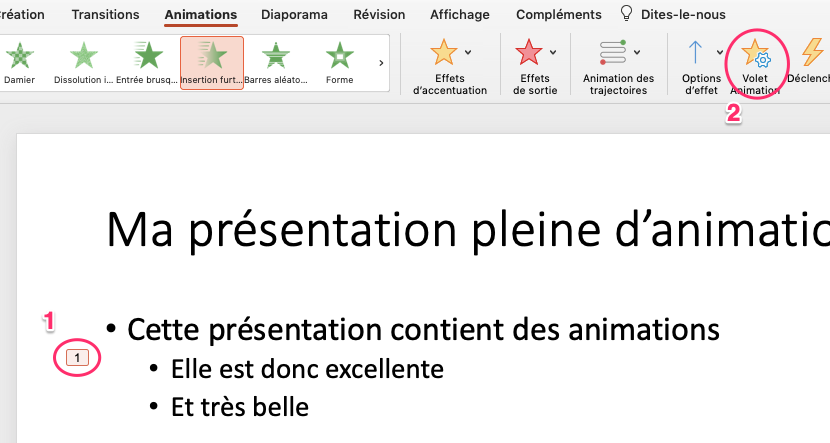 réation Transitions Animations Diaporama Révision Affichage Compléments Dites-le-nous
Damier Dissolution i... Entrée brusq... Insertion furt... Barres aléato... Forme
Effets d'accentuation
Effets de sortie
Animation des trajectoires
Options d'effet
Volet Animation
Déclench
2
Ma présentation pleine d’animatio
1
• Cette présentation contient des animations
1
• Elle est donc excellente
• Et très belle